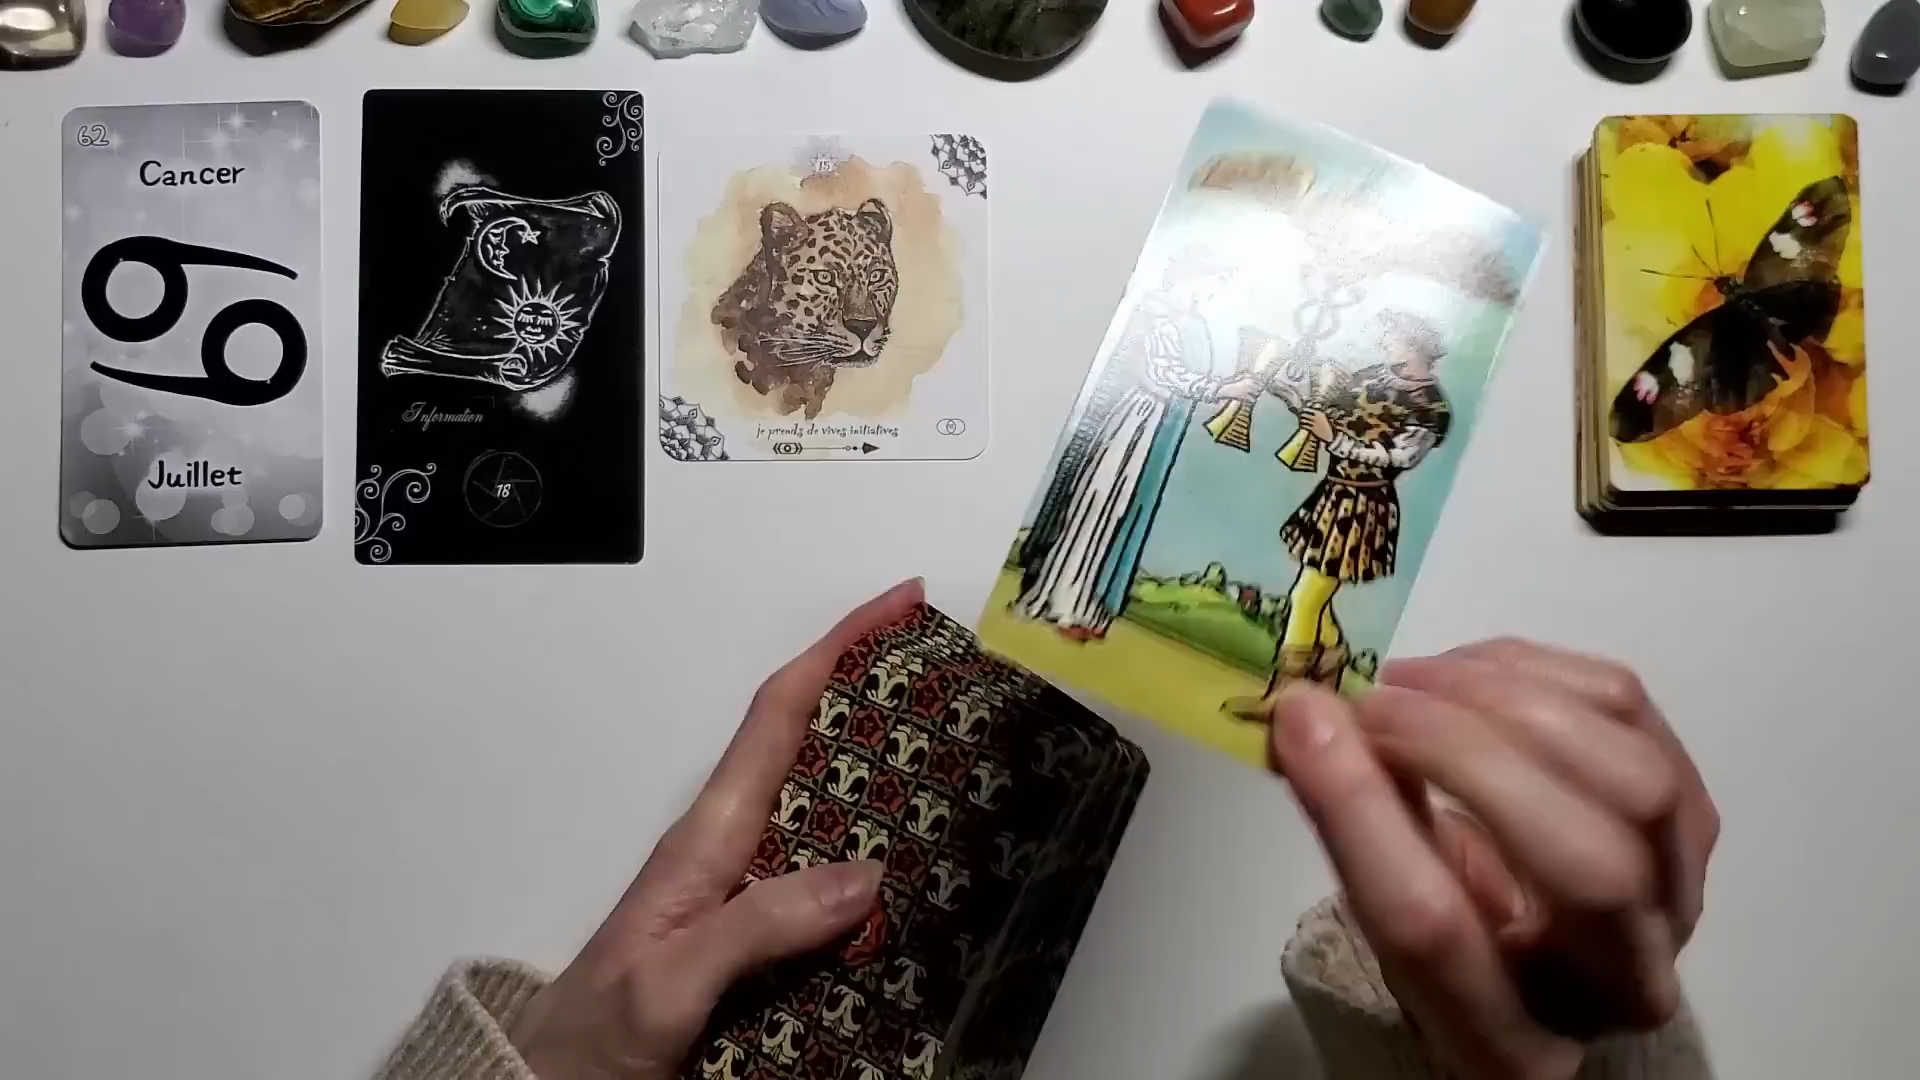 62
Cancer
Juillet
Information
18
15
je prends de vives initiatives